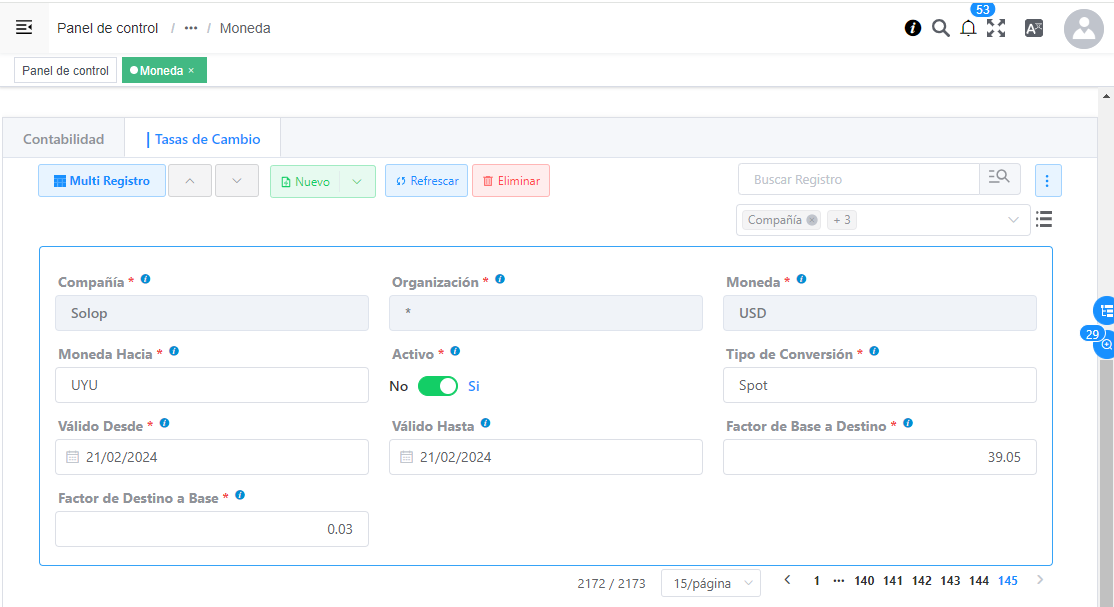 Panel de control / ••• / Moneda
53
Panel de control
Moneda ×
Contabilidad
Tasas de Cambio
Multi Registro
Nuevo
Refrescar
Eliminar
Buscar Registro
Compañía
+ 3
Compañía * Organización * Moneda *
Solop * USD
29
Moneda Hacia * Activo * Tipo de Conversión *
UYU No Si Spot
Válido Desde * Válido Hasta Factor de Base a Destino *
21/02/2024 21/02/2024 39.05
Factor de Destino a Base *
0.03
2172 / 2173 15/página 1 ••• 140 141 142 143 144 145